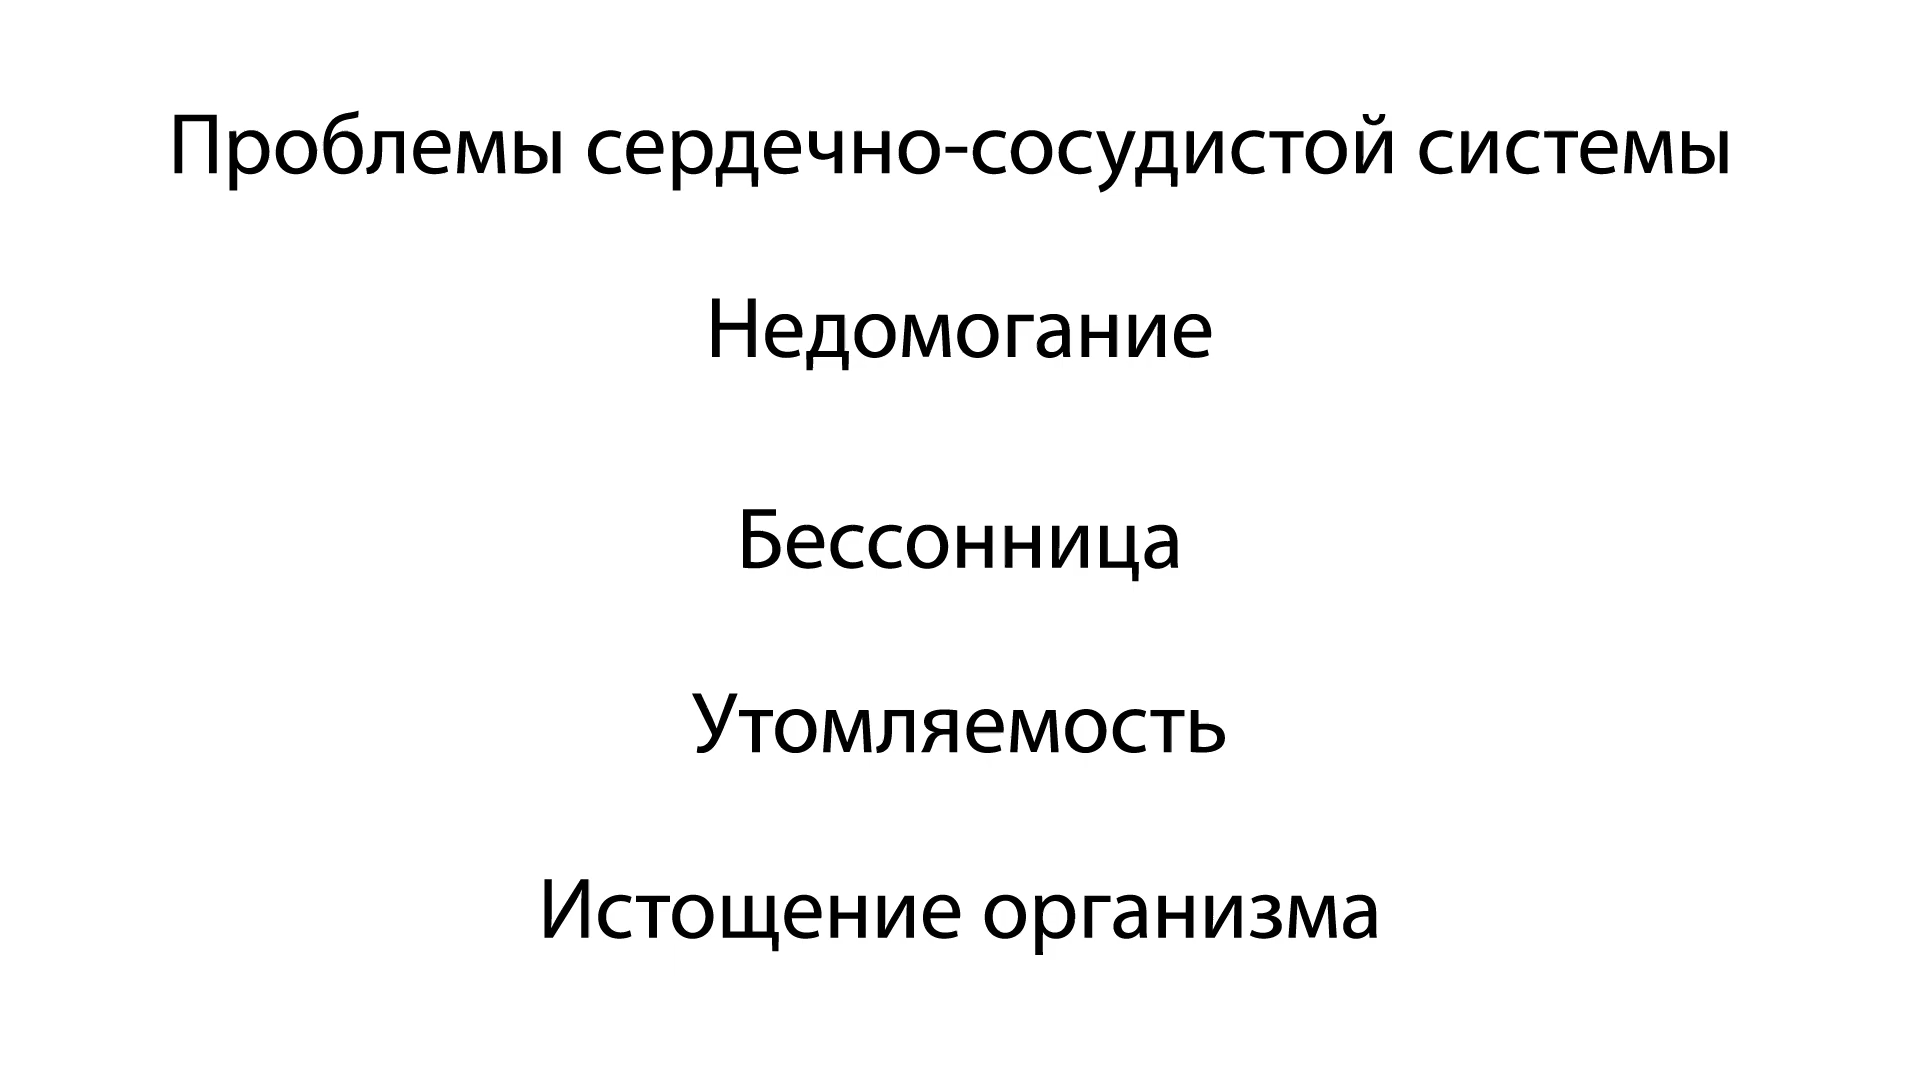 Проблемы сердечно-сосудистой системы
Недомогание
Бессонница
Утомляемость
Истощение организма